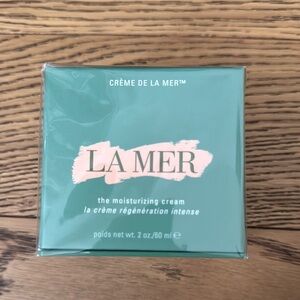 CRÈME DE LA MER™
LA MER
the moisturizing cream
la crème régénération intense
poids net wt. 2 oz./60 ml ℮